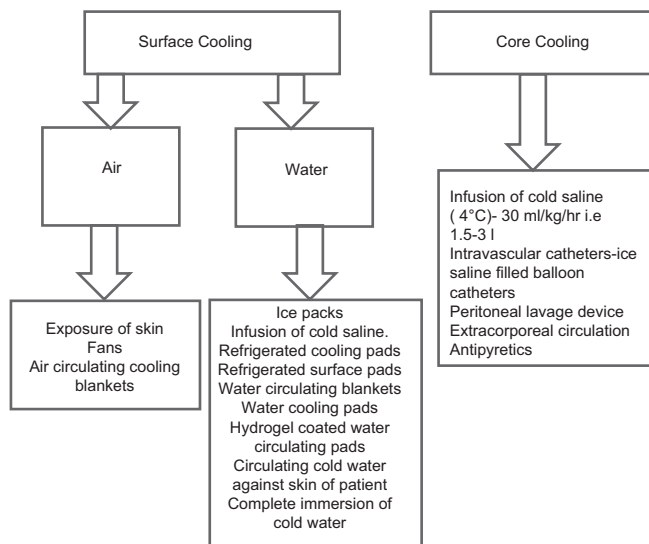 Surface Cooling
Core Cooling
Air
Water
Exposure of skin
Fans
Air circulating cooling
blankets
Ice packs
Infusion of cold saline.
Refrigerated cooling pads
Refrigerated surface pads
Water circulating blankets
Water cooling pads
Hydrogel coated water
circulating pads
Circulating cold water
against skin of patient
Complete immersion of
cold water
Infusion of cold saline
( 4°C)- 30 ml/kg/hr i.e
1.5-3 l
Intravascular catheters-ice
saline filled balloon
catheters
Peritoneal lavage device
Extracorporeal circulation
Antipyretics